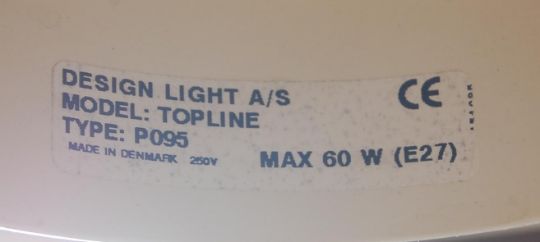 DESIGN LIGHT A/S
MODEL: TOPLINE
TYPE: P095
MADE IN DENMARK 250V
MAX 60 W (E27)
CE